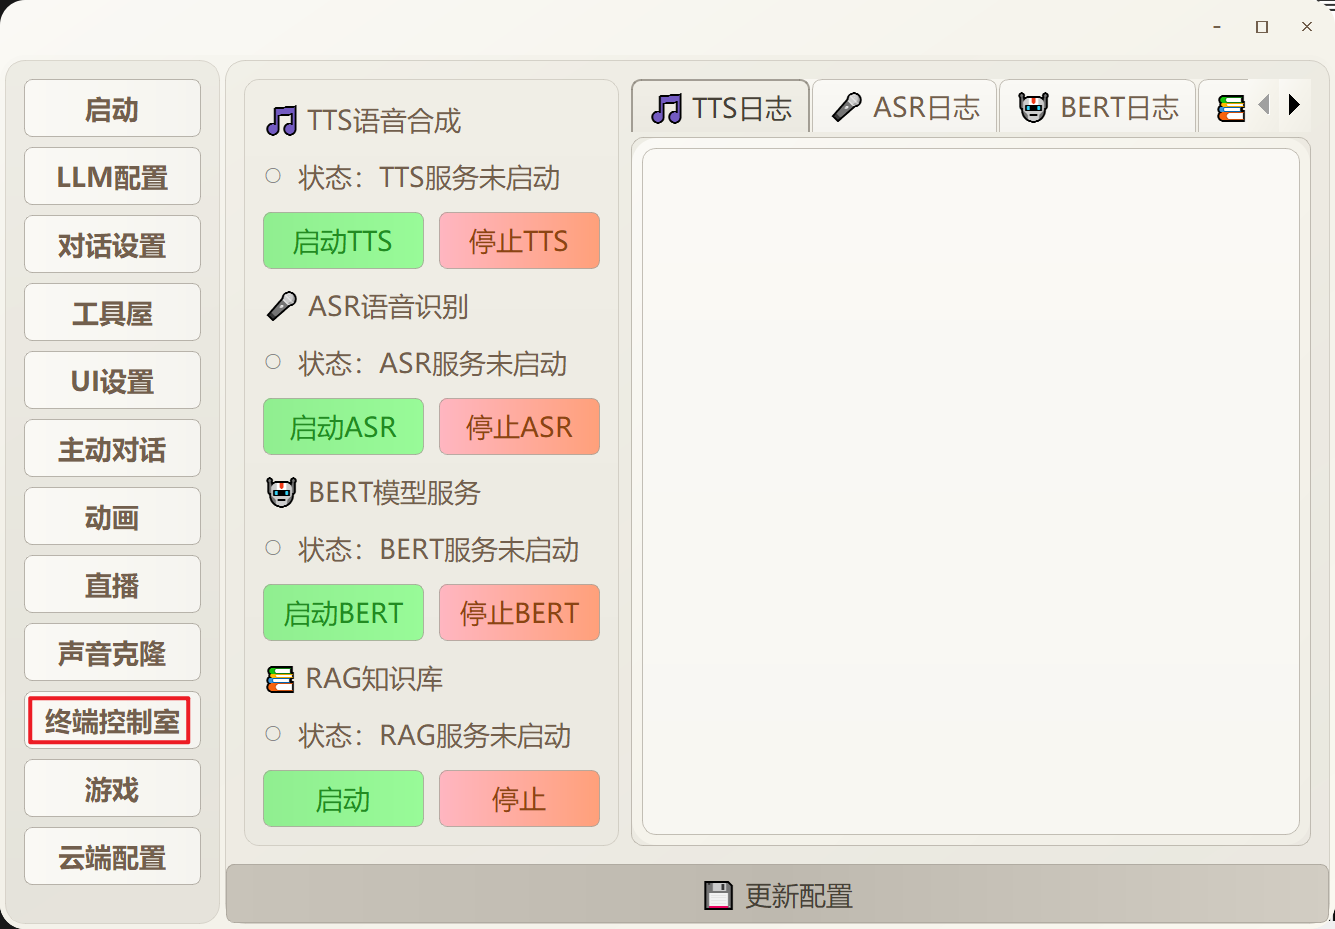 启动
LLM配置
对话设置
工具屋
UI设置
主动对话
动画
直播
声音克隆
终端控制室
游戏
云端配置
TTS语音合成
状态：TTS服务未启动
启动TTS
停止TTS
ASR语音识别
状态：ASR服务未启动
启动ASR
停止ASR
BERT模型服务
状态：BERT服务未启动
启动BERT
停止BERT
RAG知识库
状态：RAG服务未启动
启动
停止
TTS日志
ASR日志
BERT日志
更新配置